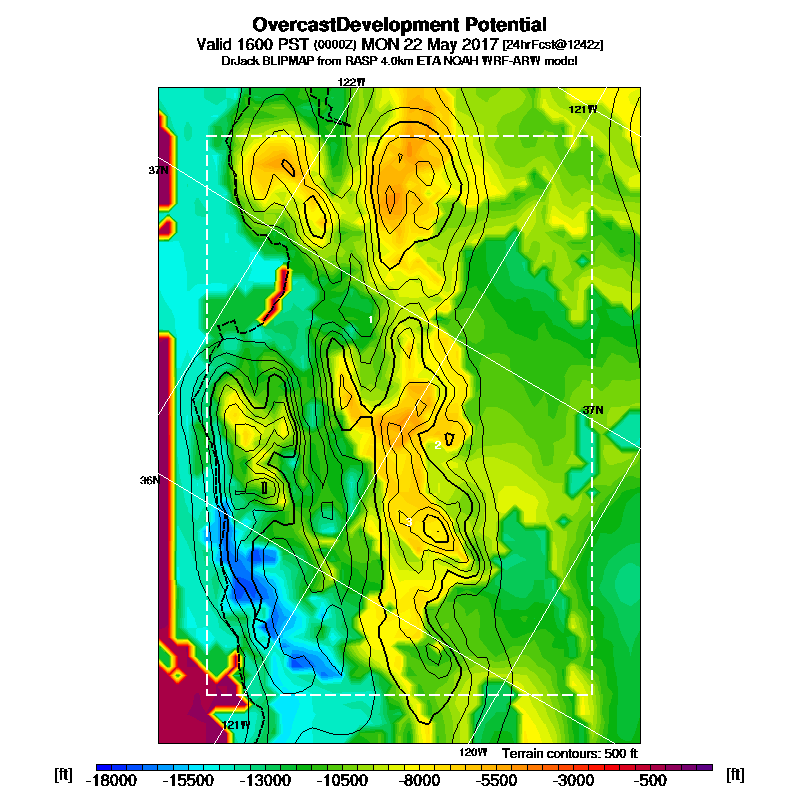 OvercastDevelopment Potential
Valid 1600 PST (0000Z) MON 22 May 2017 [24hrFcst@1242z]
DrJack BLIPMAP from RASP 4.0km ETA NOAH WRF-ARW model
122W
121W
37N
1
37N
2
36N
3
121W
120W
Terrain contours: 500 ft
[ft] -18000 -15500 -13000 -10500 -8000 -5500 -3000 -500 [ft]